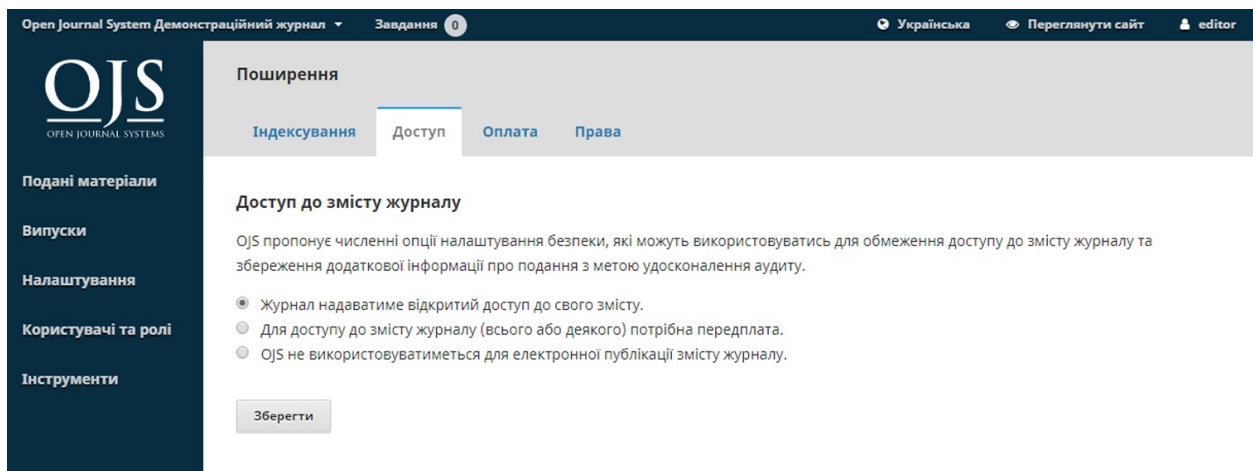 Open Journal System Демонстраційний журнал Завдання 0 Українська Переглянути сайт editor
OJS
OPEN JOURNAL SYSTEMS
Подані матеріали
Випуски
Налаштування
Користувачі та ролі
Інструменти
Поширення
Індексування Доступ Оплата Права
Доступ до змісту журналу
OJS пропонує численні опції налаштування безпеки, які можуть використовуватись для обмеження доступу до змісту журналу та
збереження додаткової інформації про подання з метою удосконалення аудиту.
Журнал надаватиме відкритий доступ до свого змісту.
Для доступу до змісту журналу (всього або деякого) потрібна передплата.
OJS не використовуватиметься для електронної публікації змісту журналу.
Зберегти